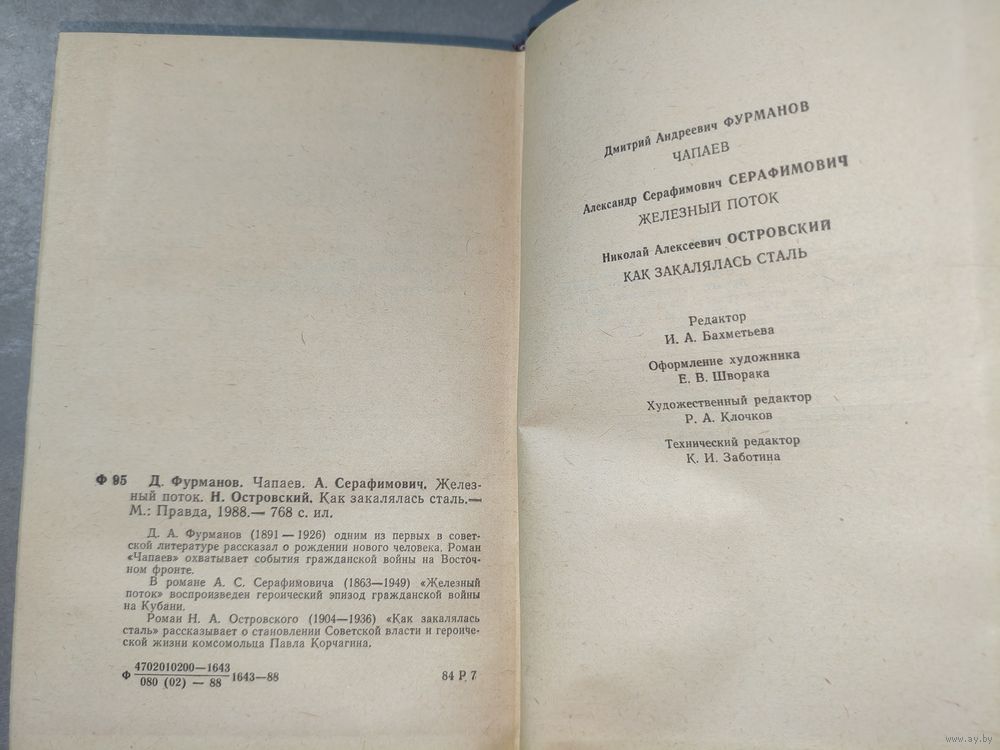 Ф 95 Д. Фурманов. Чапаев. А. Серафимович. Желез-
ный поток. Н. Островский. Как закалялась сталь.—
М.: Правда, 1988.— 768 с. ил.
Д. А. Фурманов (1891—1926) одним из первых в совет-
ской литературе рассказал о рождении нового человека. Роман
«Чапаев» охватывает события гражданской войны на Восточ-
ном фронте.
В романе А. С. Серафимовича (1863—1949) «Железный
поток» воспроизведен героический эпизод гражданской войны
на Кубани.
Роман Н. А. Островского (1904—1936) «Как закалялась
сталь» рассказывает о становлении Советской власти и героиче-
ской жизни комсомольца Павла Корчагина.
Ф 4702010200—1643
080 (02) — 88
1643—88
84 Р 7
Дмитрий Андреевич ФУРМАНОВ
ЧАПАЕВ
Александр Серафимович СЕРАФИМОВИЧ
ЖЕЛЕЗНЫЙ ПОТОК
Николай Алексеевич ОСТРОВСКИЙ
КАК ЗАКАЛЯЛАСЬ СТАЛЬ
Редактор
И. А. Бахметьева
Оформление художника
Е. В. Шворака
Художественный редактор
Р. А. Клочков
Технический редактор
К. И. Заботина
www.ay.by